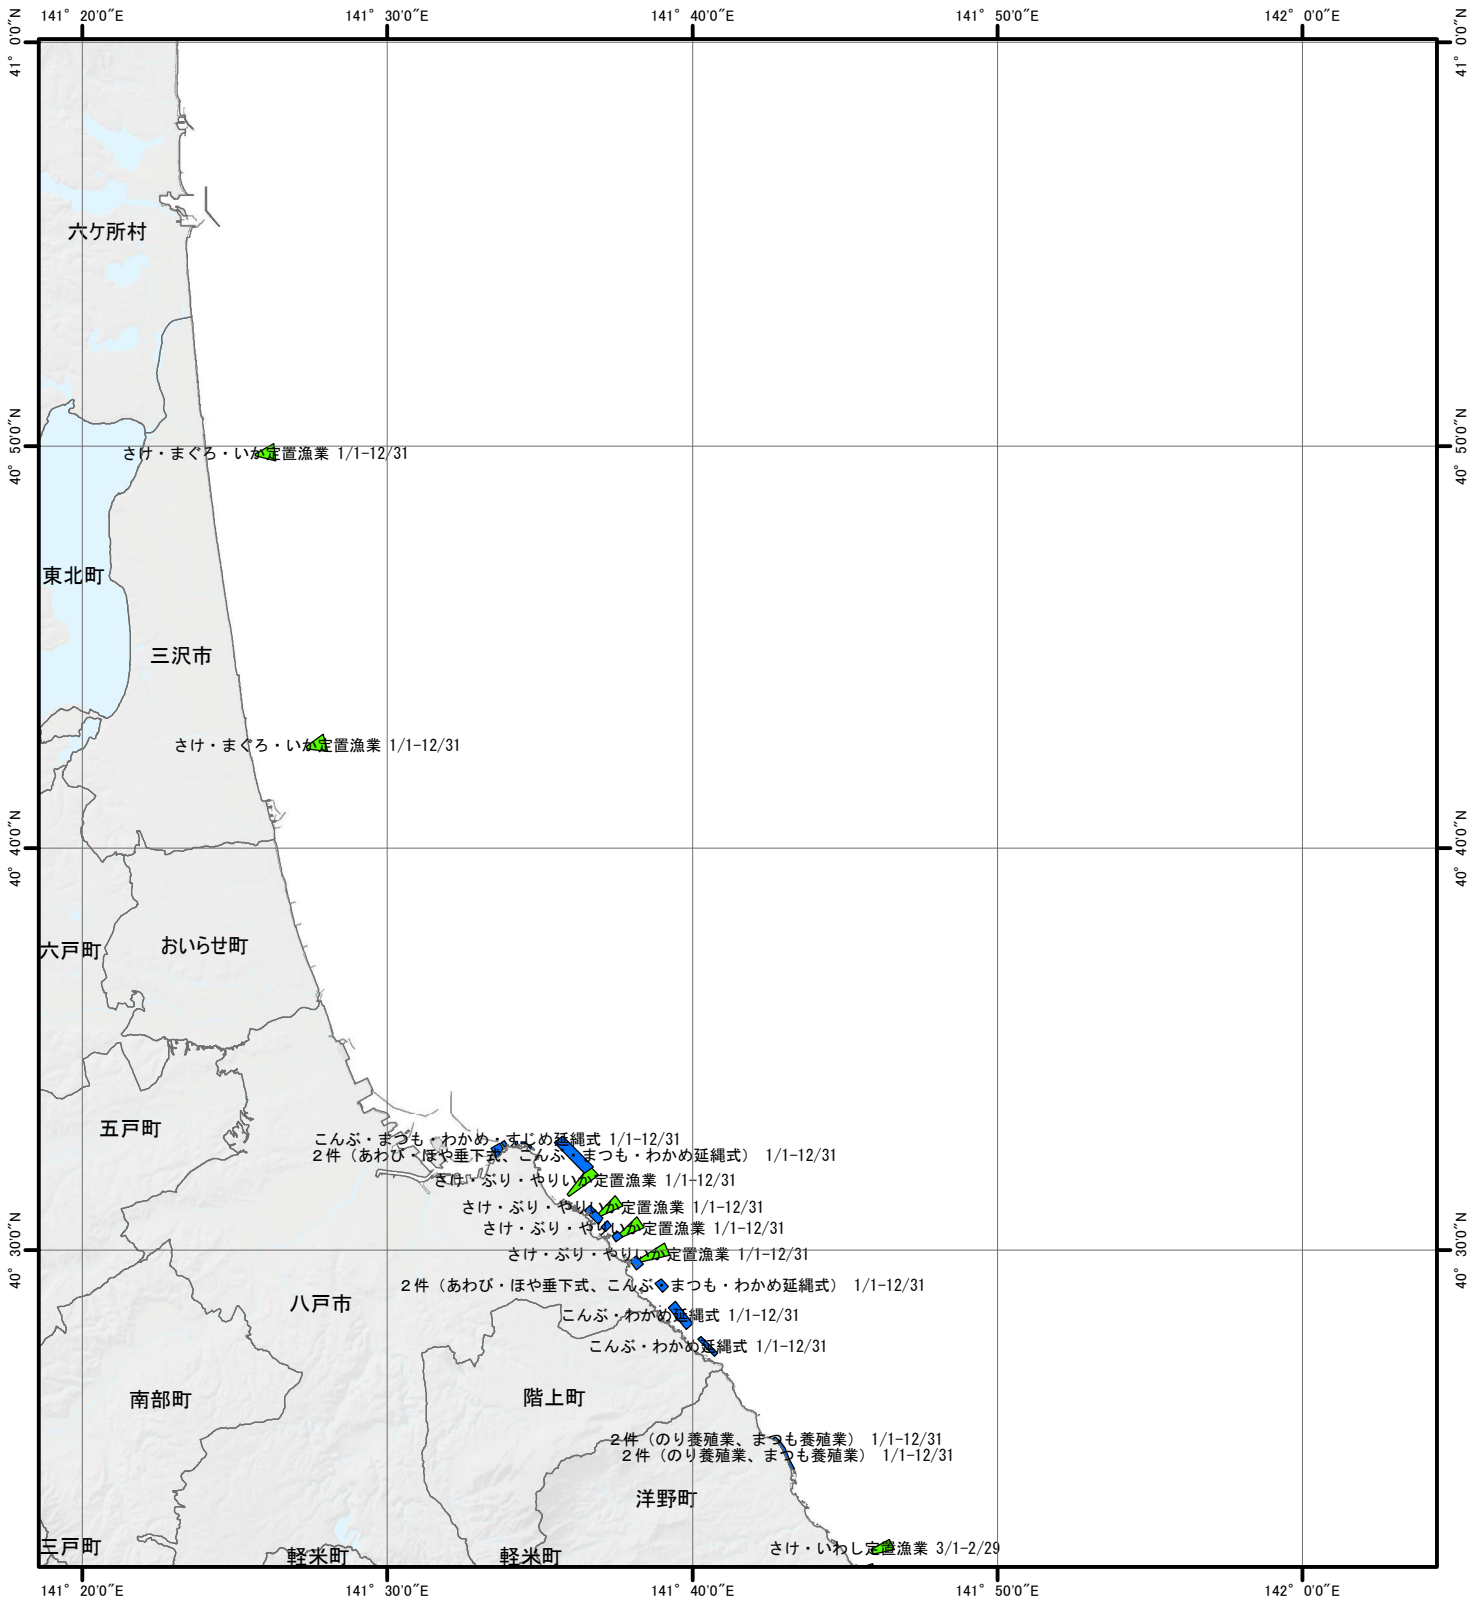 141° 20'0"E
141° 30'0"E
141° 40'0"E
141° 50'0"E
142° 0'0"E
41° 0'0"N
41° 0'0"N
六ケ所村
40° 50'0"N
40° 50'0"N
さけ・まぐろ・いか定置漁業 1/1-12/31
東北町
三沢市
さけ・まぐろ・いか定置漁業 1/1-12/31
40° 40'0"N
40° 40'0"N
六戸町
おいらせ町
五戸町
こんぶ・まつも・わかめ・すじめ延縄式 1/1-12/31
2件（あわび・ほや垂下式、こんぶ・まつも・わかめ延縄式） 1/1-12/31
さけ・ぶり・やりいか定置漁業 1/1-12/31
さけ・ぶり・やりいか定置漁業 1/1-12/31
さけ・ぶり・やりいか定置漁業 1/1-12/31
さけ・ぶり・やりいか定置漁業 1/1-12/31
40° 30'0"N
40° 30'0"N
2件（あわび・ほや垂下式、こんぶ・まつも・わかめ延縄式） 1/1-12/31
八戸市
こんぶ・わかめ延縄式 1/1-12/31
こんぶ・わかめ延縄式 1/1-12/31
南部町
階上町
2件（のり養殖業、まつも養殖業） 1/1-12/31
2件（のり養殖業、まつも養殖業） 1/1-12/31
洋野町
三戸町
軽米町
軽米町
さけ・いわし定置漁業 3/1-2/29
141° 20'0"E
141° 30'0"E
141° 40'0"E
141° 50'0"E
142° 0'0"E